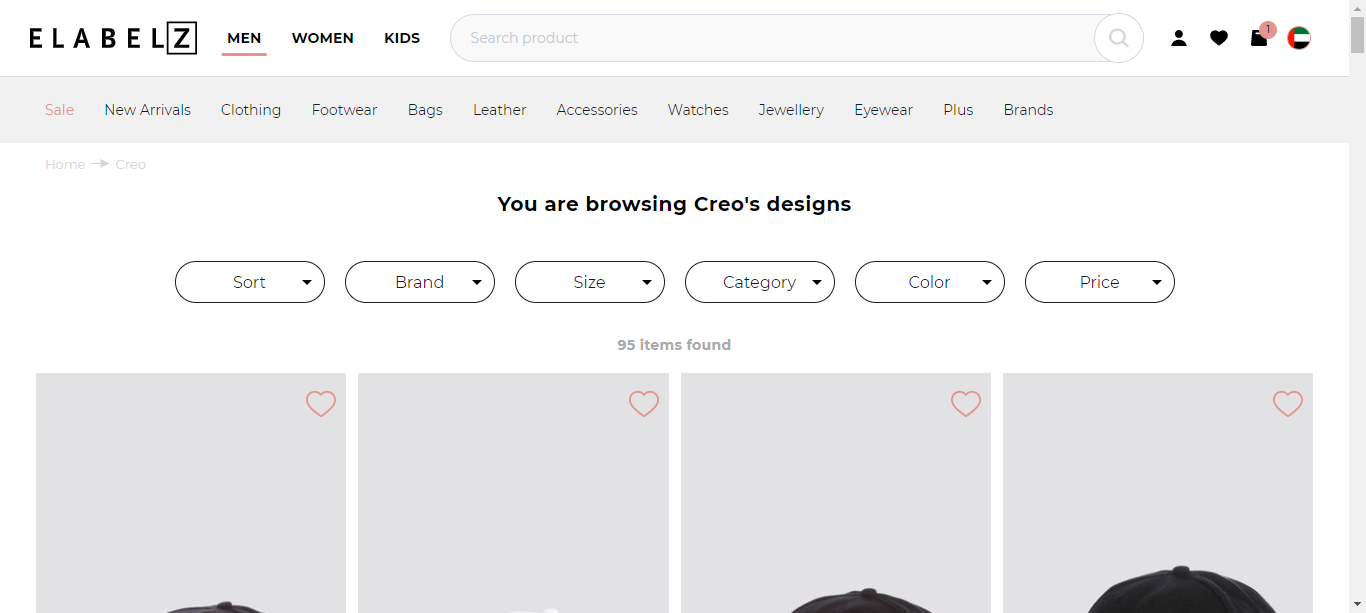 ELABELZ MEN WOMEN KIDS Search product 1
Sale New Arrivals Clothing Footwear Bags Leather Accessories Watches Jewellery Eyewear Plus Brands
Home Creo
You are browsing Creo's designs
Sort Brand Size Category Color Price
95 items found